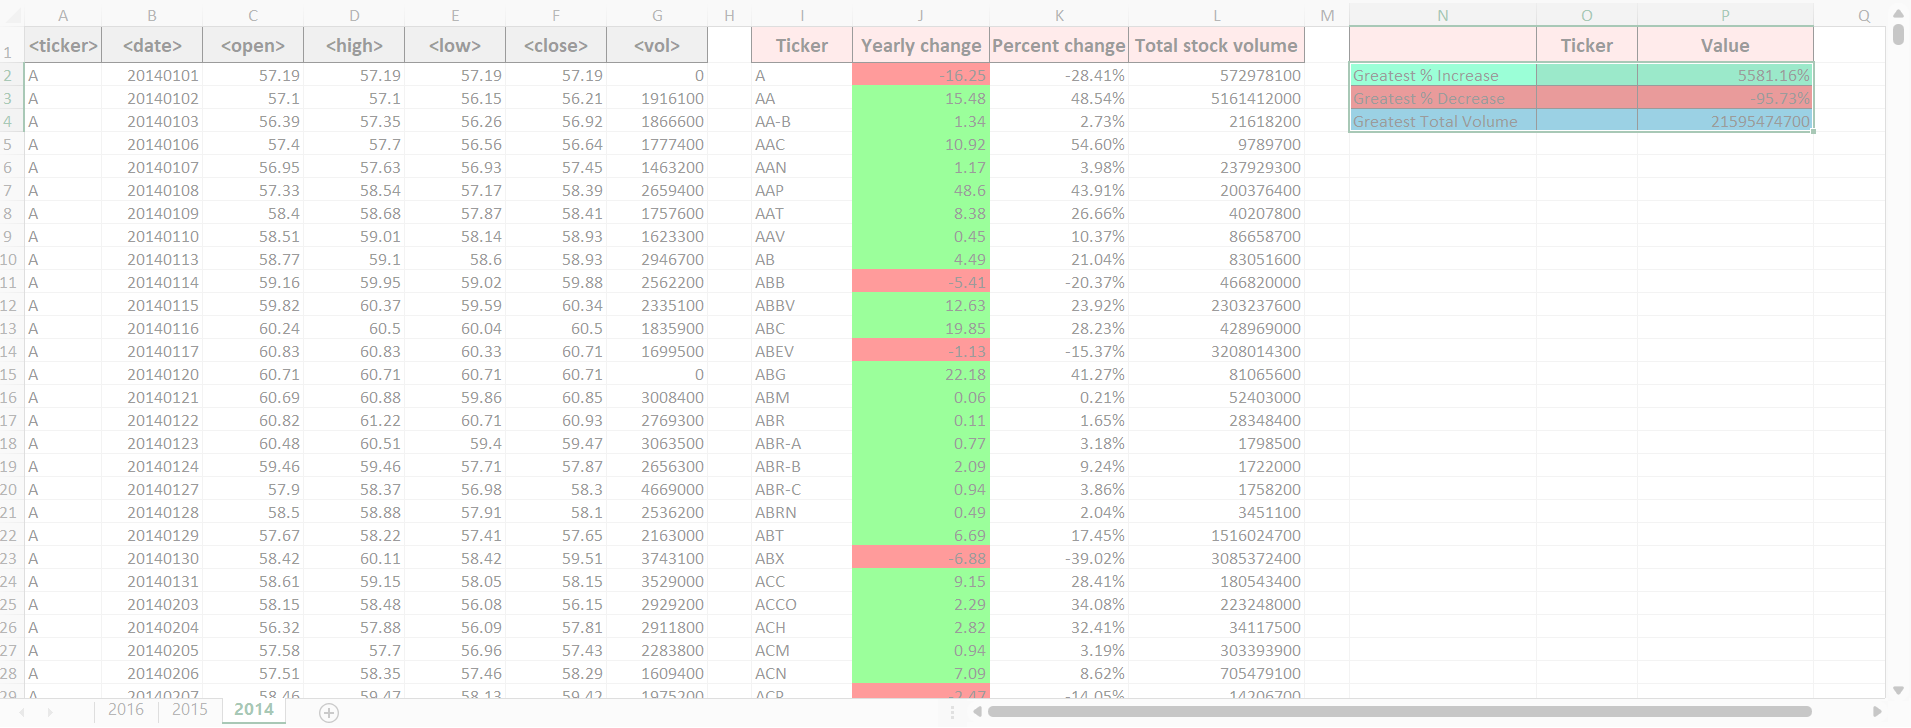 A B C D E F G H I J K L M N O P Q
1 <ticker> <date> <open> <high> <low> <close> <vol> Ticker Yearly change Percent change Total stock volume Ticker Value
2 A 20140101 57.19 57.19 57.19 57.19 0 A -16.25 -28.41% 572978100 Greatest % Increase 5581.16%
3 A 20140102 57.1 57.1 56.15 56.21 1916100 AA 15.48 48.54% 5161412000 Greatest % Decrease -95.73%
4 A 20140103 56.39 57.35 56.26 56.92 1866600 AA-B 1.34 2.73% 21618200 Greatest Total Volume 21595474700
5 A 20140106 57.4 57.7 56.56 56.64 1777400 AAC 10.92 54.60% 9789700
6 A 20140107 56.95 57.63 56.93 57.45 1463200 AAN 1.17 3.98% 237929300
7 A 20140108 57.33 58.54 57.17 58.39 2659400 AAP 48.6 43.91% 200376400
8 A 20140109 58.4 58.68 57.87 58.41 1757600 AAT 8.38 26.66% 40207800
9 A 20140110 58.51 59.01 58.14 58.93 1623300 AAV 0.45 10.37% 86658700
10 A 20140113 58.77 59.1 58.6 58.93 2946700 AB 4.49 21.04% 83051600
11 A 20140114 59.16 59.95 59.02 59.88 2562200 ABB -5.41 -20.37% 466820000
12 A 20140115 59.82 60.37 59.59 60.34 2335100 ABBV 12.63 23.92% 2303237600
13 A 20140116 60.24 60.5 60.04 60.5 1835900 ABC 19.85 28.23% 428969000
14 A 20140117 60.83 60.83 60.33 60.71 1699500 ABEV -1.13 -15.37% 3208014300
15 A 20140120 60.71 60.71 60.71 60.71 0 ABG 22.18 41.27% 81065600
16 A 20140121 60.69 60.88 59.86 60.85 3008400 ABM 0.06 0.21% 52403000
17 A 20140122 60.82 61.22 60.71 60.93 2769300 ABR 0.11 1.65% 28348400
18 A 20140123 60.48 60.51 59.4 59.47 3063500 ABR-A 0.77 3.18% 1798500
19 A 20140124 59.46 59.46 57.71 57.87 2656300 ABR-B 2.09 9.24% 1722000
20 A 20140127 57.9 58.37 56.98 58.3 4669000 ABR-C 0.94 3.86% 1758200
21 A 20140128 58.5 58.88 57.91 58.1 2536200 ABRN 0.49 2.04% 3451100
22 A 20140129 57.67 58.22 57.41 57.65 2163000 ABT 6.69 17.45% 1516024700
23 A 20140130 58.42 60.11 58.42 59.51 3743100 ABX -6.88 -39.02% 3085372400
24 A 20140131 58.61 59.15 58.05 58.15 3529000 ACC 9.15 28.41% 180543400
25 A 20140203 58.15 58.48 56.08 56.15 2929200 ACCO 2.29 34.08% 223248000
26 A 20140204 56.32 57.88 56.09 57.81 2911800 ACH 2.82 32.41% 34117500
27 A 20140205 57.58 57.7 56.96 57.43 2283800 ACM 0.94 3.19% 303393900
28 A 20140206 57.51 58.35 57.46 58.29 1609400 ACN 7.09 8.62% 705479100
29 A 20140207 58.46 59.47 58.13 59.42 1975200 ACP -2.47 -14.05% 14206700
2016 2015 2014